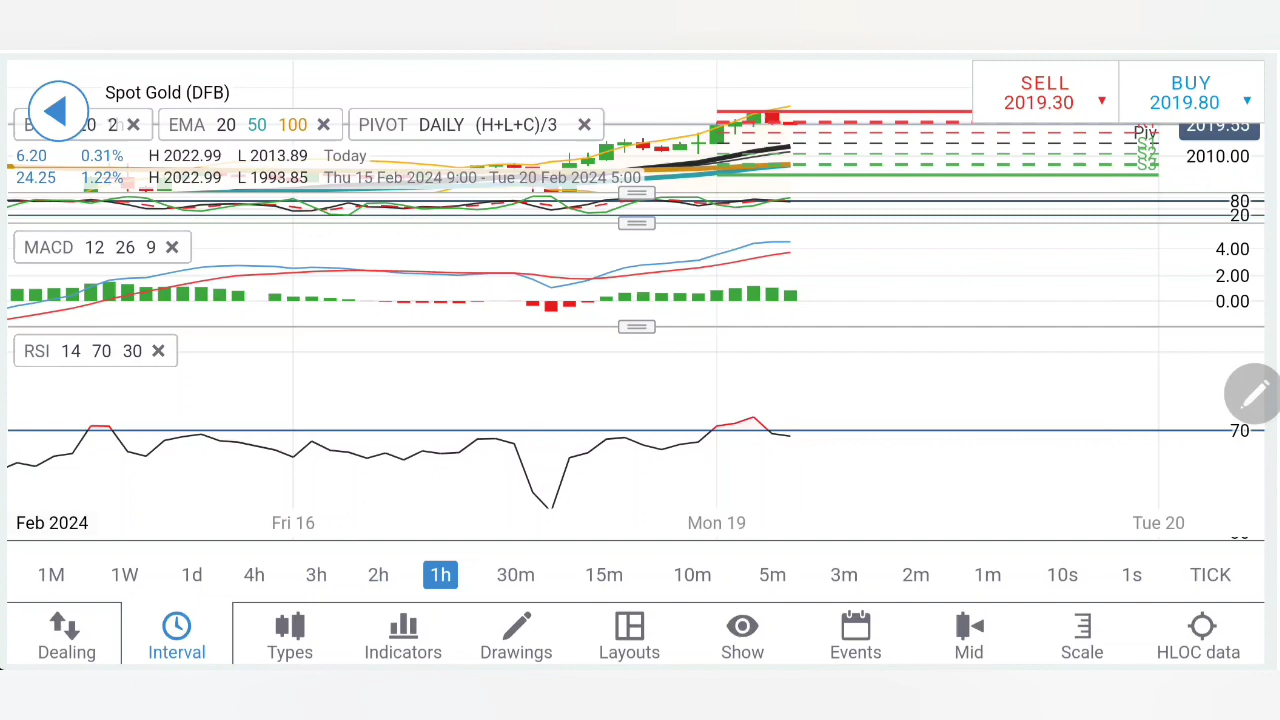 Spot Gold (DFB)
SELL
2019.30
BUY
2019.80
EMA 20 50 100
PIVOT DAILY (H+L+C)/3
2019.55
Piv
6.20 0.31% H 2022.99 L 2013.89 Today
2010.00
24.25 1.22% H 2022.99 L 1993.85 Thu 15 Feb 2024 9:00 - Tue 20 Feb 2024 5:00
S3
80
20
MACD 12 26 9
4.00
2.00
0.00
RSI 14 70 30
70
Feb 2024
Fri 16
Mon 19
Tue 20
1M 1W 1d 4h 3h 2h 1h 30m 15m 10m 5m 3m 2m 1m 10s 1s TICK
Dealing Interval Types Indicators Drawings Layouts Show Events Mid Scale HLOC data